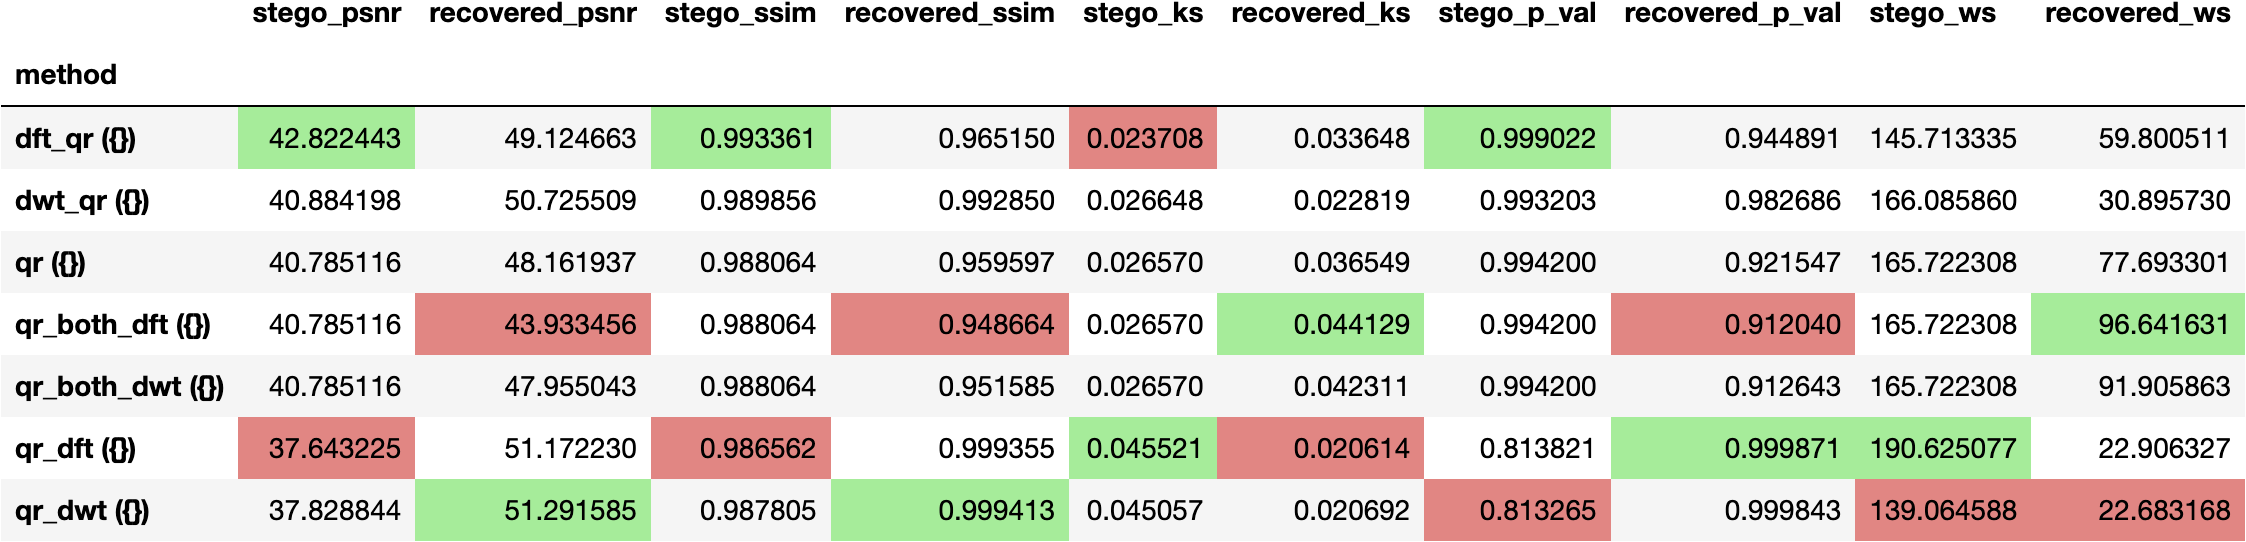 stego_psnr recovered_psnr stego_ssim recovered_ssim stego_ks recovered_ks stego_p_val recovered_p_val stego_ws recovered_ws
method
dft_qr ({}) 42.822443 49.124663 0.993361 0.965150 0.023708 0.033648 0.999022 0.944891 145.713335 59.800511
dwt_qr ({}) 40.884198 50.725509 0.989856 0.992850 0.026648 0.022819 0.993203 0.982686 166.085860 30.895730
qr ({}) 40.785116 48.161937 0.988064 0.959597 0.026570 0.036549 0.994200 0.921547 165.722308 77.693301
qr_both_dft ({}) 40.785116 43.933456 0.988064 0.948664 0.026570 0.044129 0.994200 0.912040 165.722308 96.641631
qr_both_dwt ({}) 40.785116 47.955043 0.988064 0.951585 0.026570 0.042311 0.994200 0.912643 165.722308 91.905863
qr_dft ({}) 37.643225 51.172230 0.986562 0.999355 0.045521 0.020614 0.813821 0.999871 190.625077 22.906327
qr_dwt ({}) 37.828844 51.291585 0.987805 0.999413 0.045057 0.020692 0.813265 0.999843 139.064588 22.683168